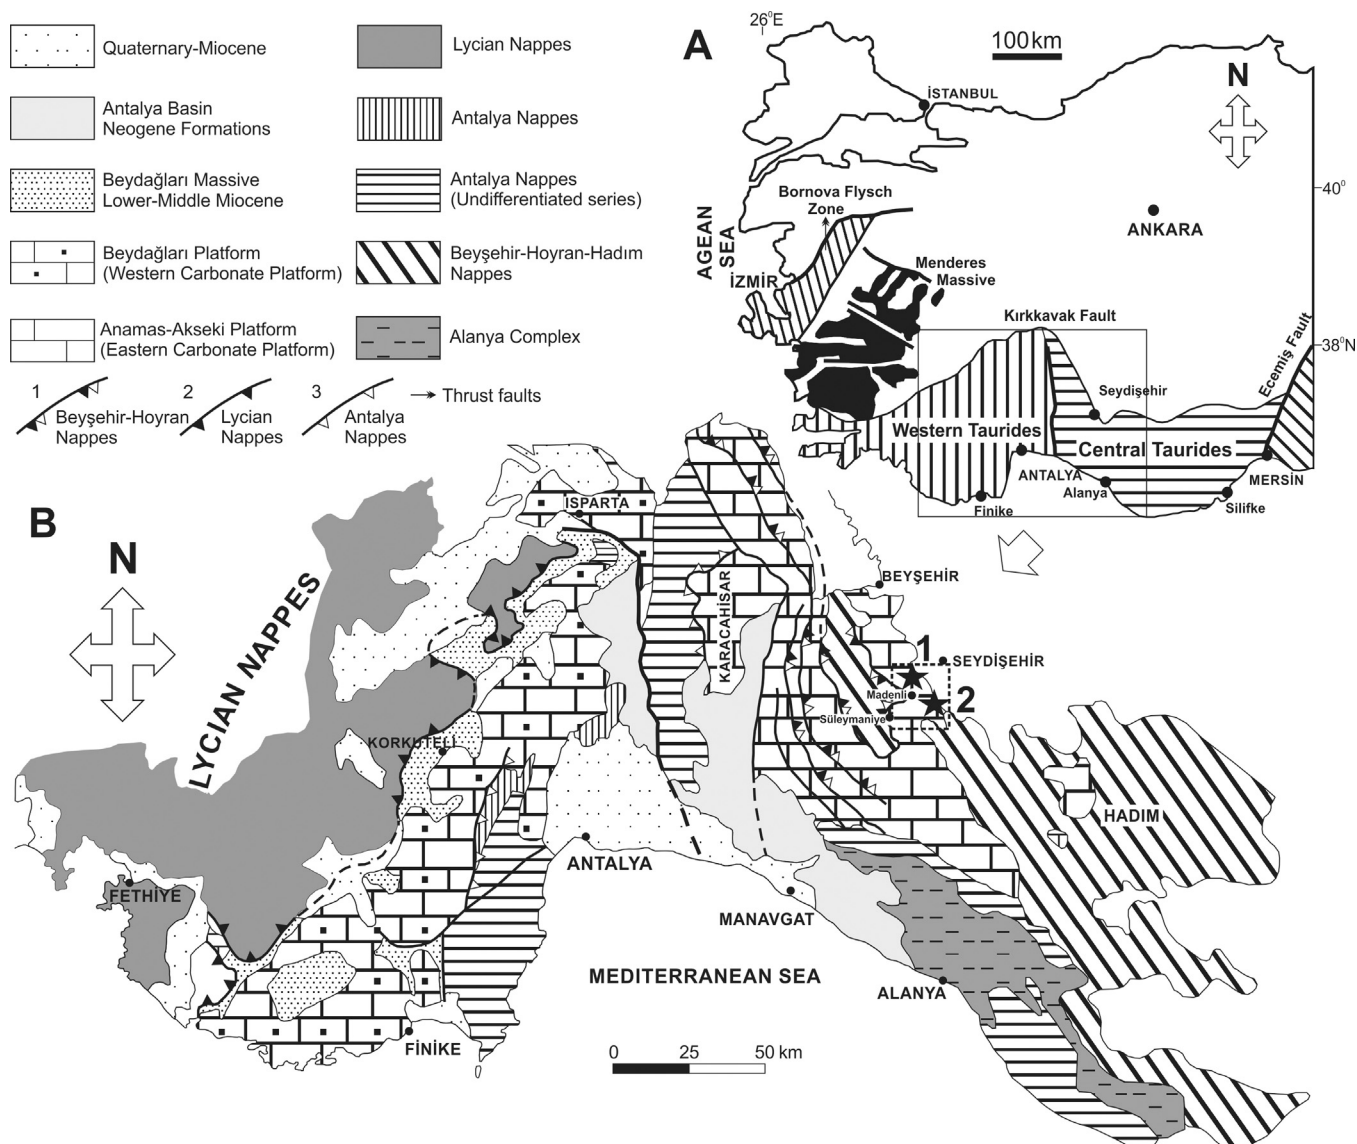 Quaternary-Miocene
Antalya Basin
Neogene Formations
Beydağları Massive
Lower-Middle Miocene
Beydağları Platform
(Western Carbonate Platform)
Anamas-Akseki Platform
(Eastern Carbonate Platform)
Lycian Nappes
Antalya Nappes
Antalya Nappes
(Undifferentiated series)
Beyşehir-Hoyran-Hadım
Nappes
Alanya Complex
1
Beyşehir-Hoyran
Nappes
2
Lycian
Nappes
3
Antalya
Nappes
Thrust faults
A
26°E
100km
N
İSTANBUL
40°
Bornova Flysch
Zone
ANKARA
AGEAN
SEA
İZMİR
Menderes
Massive
Kırkkavak Fault
38°N
Ecemiş Fault
Seydişehir
Western Taurides
Central Taurides
ANTALYA
Alanya
MERSİN
Finike
Silifke
B
N
ISPARTA
LYCIAN NAPPES
KARACAHİSAR
BEYŞEHİR
1
SEYDİŞEHİR
Madenli
2
Süleymaniye
KORKUTELİ
HADIM
ANTALYA
FETHİYE
MANAVGAT
MEDITERRANEAN SEA
ALANYA
FİNİKE
0 25 50 km